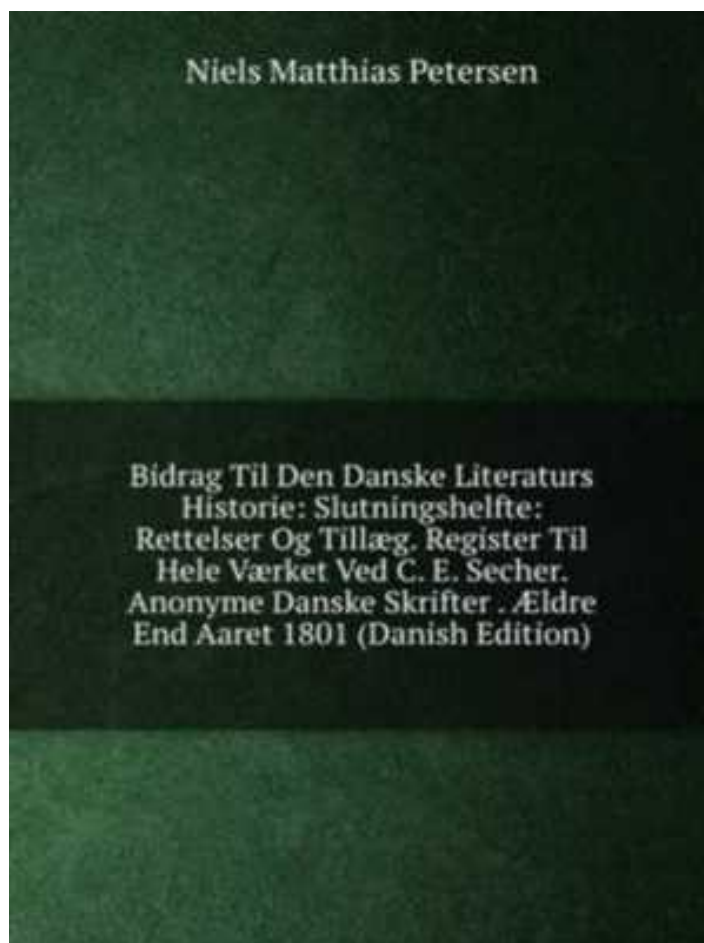 Niels Matthias Petersen
Bidrag Til Den Danske Literaturs
Historie: Slutningshelfte:
Rettelser Og Tillæg. Register Til
Hele Værket Ved C. E. Secher.
Anonyme Danske Skrifter . Ældre
End Aaret 1801 (Danish Edition)